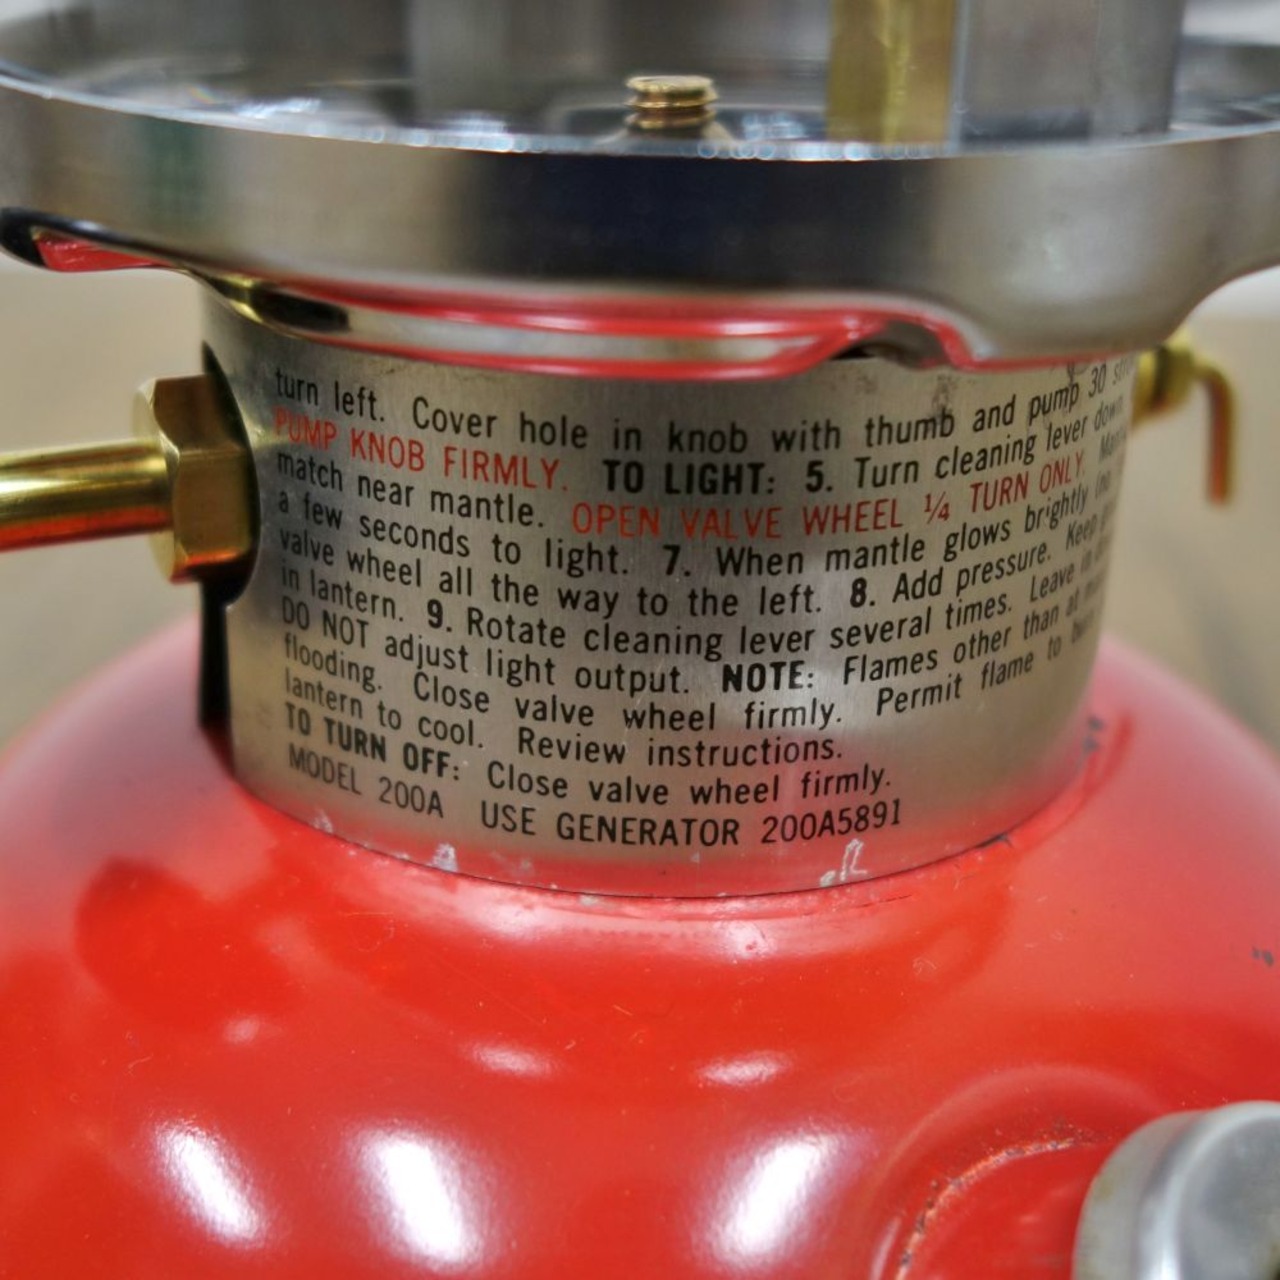 turn left. Cover hole in knob with thumb and pump 30
PUMP KNOB FIRMLY. TO LIGHT: 5. Turn cleaning lever down.
match near mantle. OPEN VALVE WHEEL ¼ TURN ONLY.
a few seconds to light. 7. When mantle glows brightly
valve wheel all the way to the left. 8. Add pressure. Keep
in lantern. 9. Rotate cleaning lever several times. Leave in
DO NOT adjust light output. NOTE: Flames other than at
flooding. Close valve wheel firmly. Permit flame to
lantern to cool. Review instructions.
TO TURN OFF: Close valve wheel firmly.
MODEL 200A USE GENERATOR 200A5891